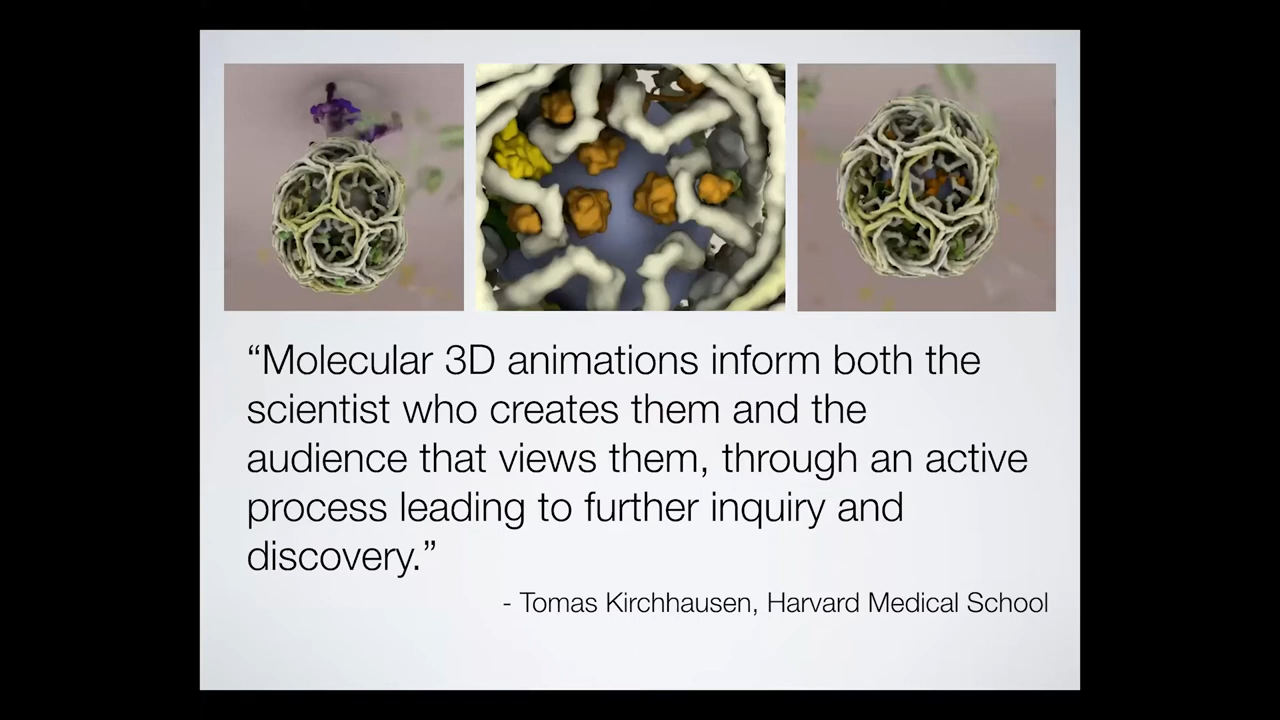 “Molecular 3D animations inform both the
scientist who creates them and the
audience that views them, through an active
process leading to further inquiry and
discovery.”
- Tomas Kirchhausen, Harvard Medical School